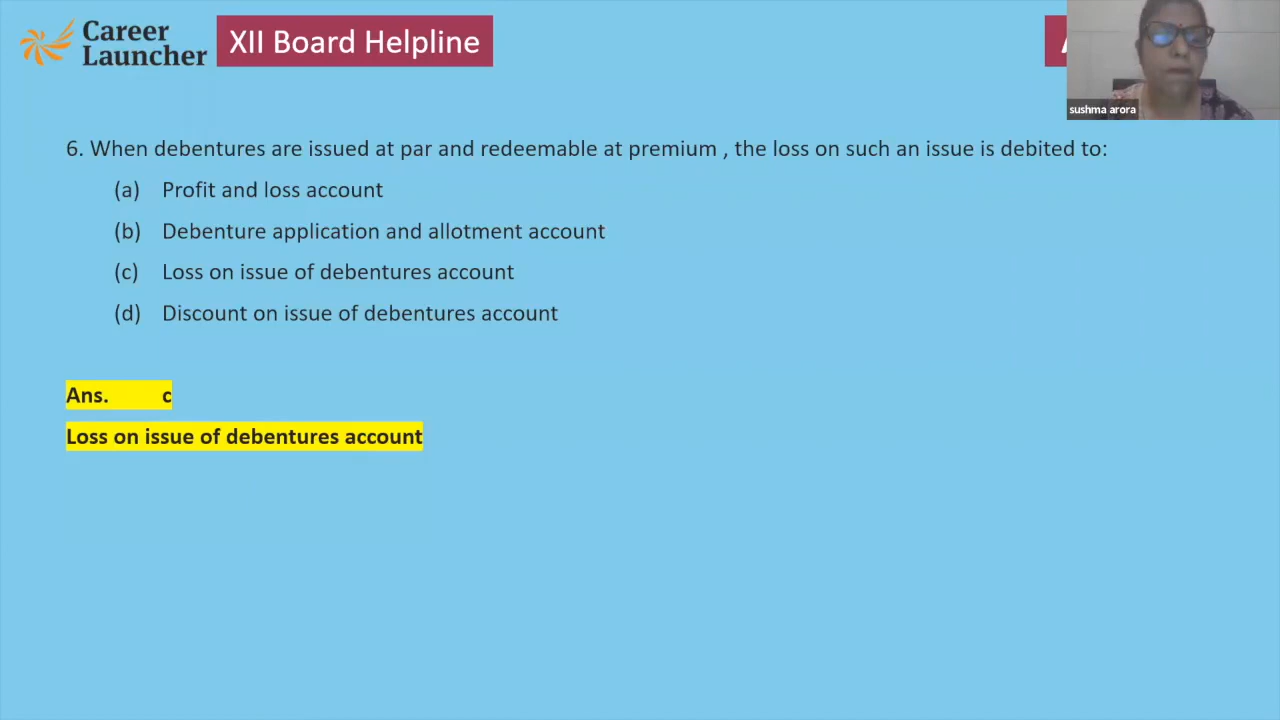 Career
Launcher
XII Board Helpline
sushma arora
6. When debentures are issued at par and redeemable at premium , the loss on such an issue is debited to:
(a) Profit and loss account
(b) Debenture application and allotment account
(c) Loss on issue of debentures account
(d) Discount on issue of debentures account
Ans. c
Loss on issue of debentures account